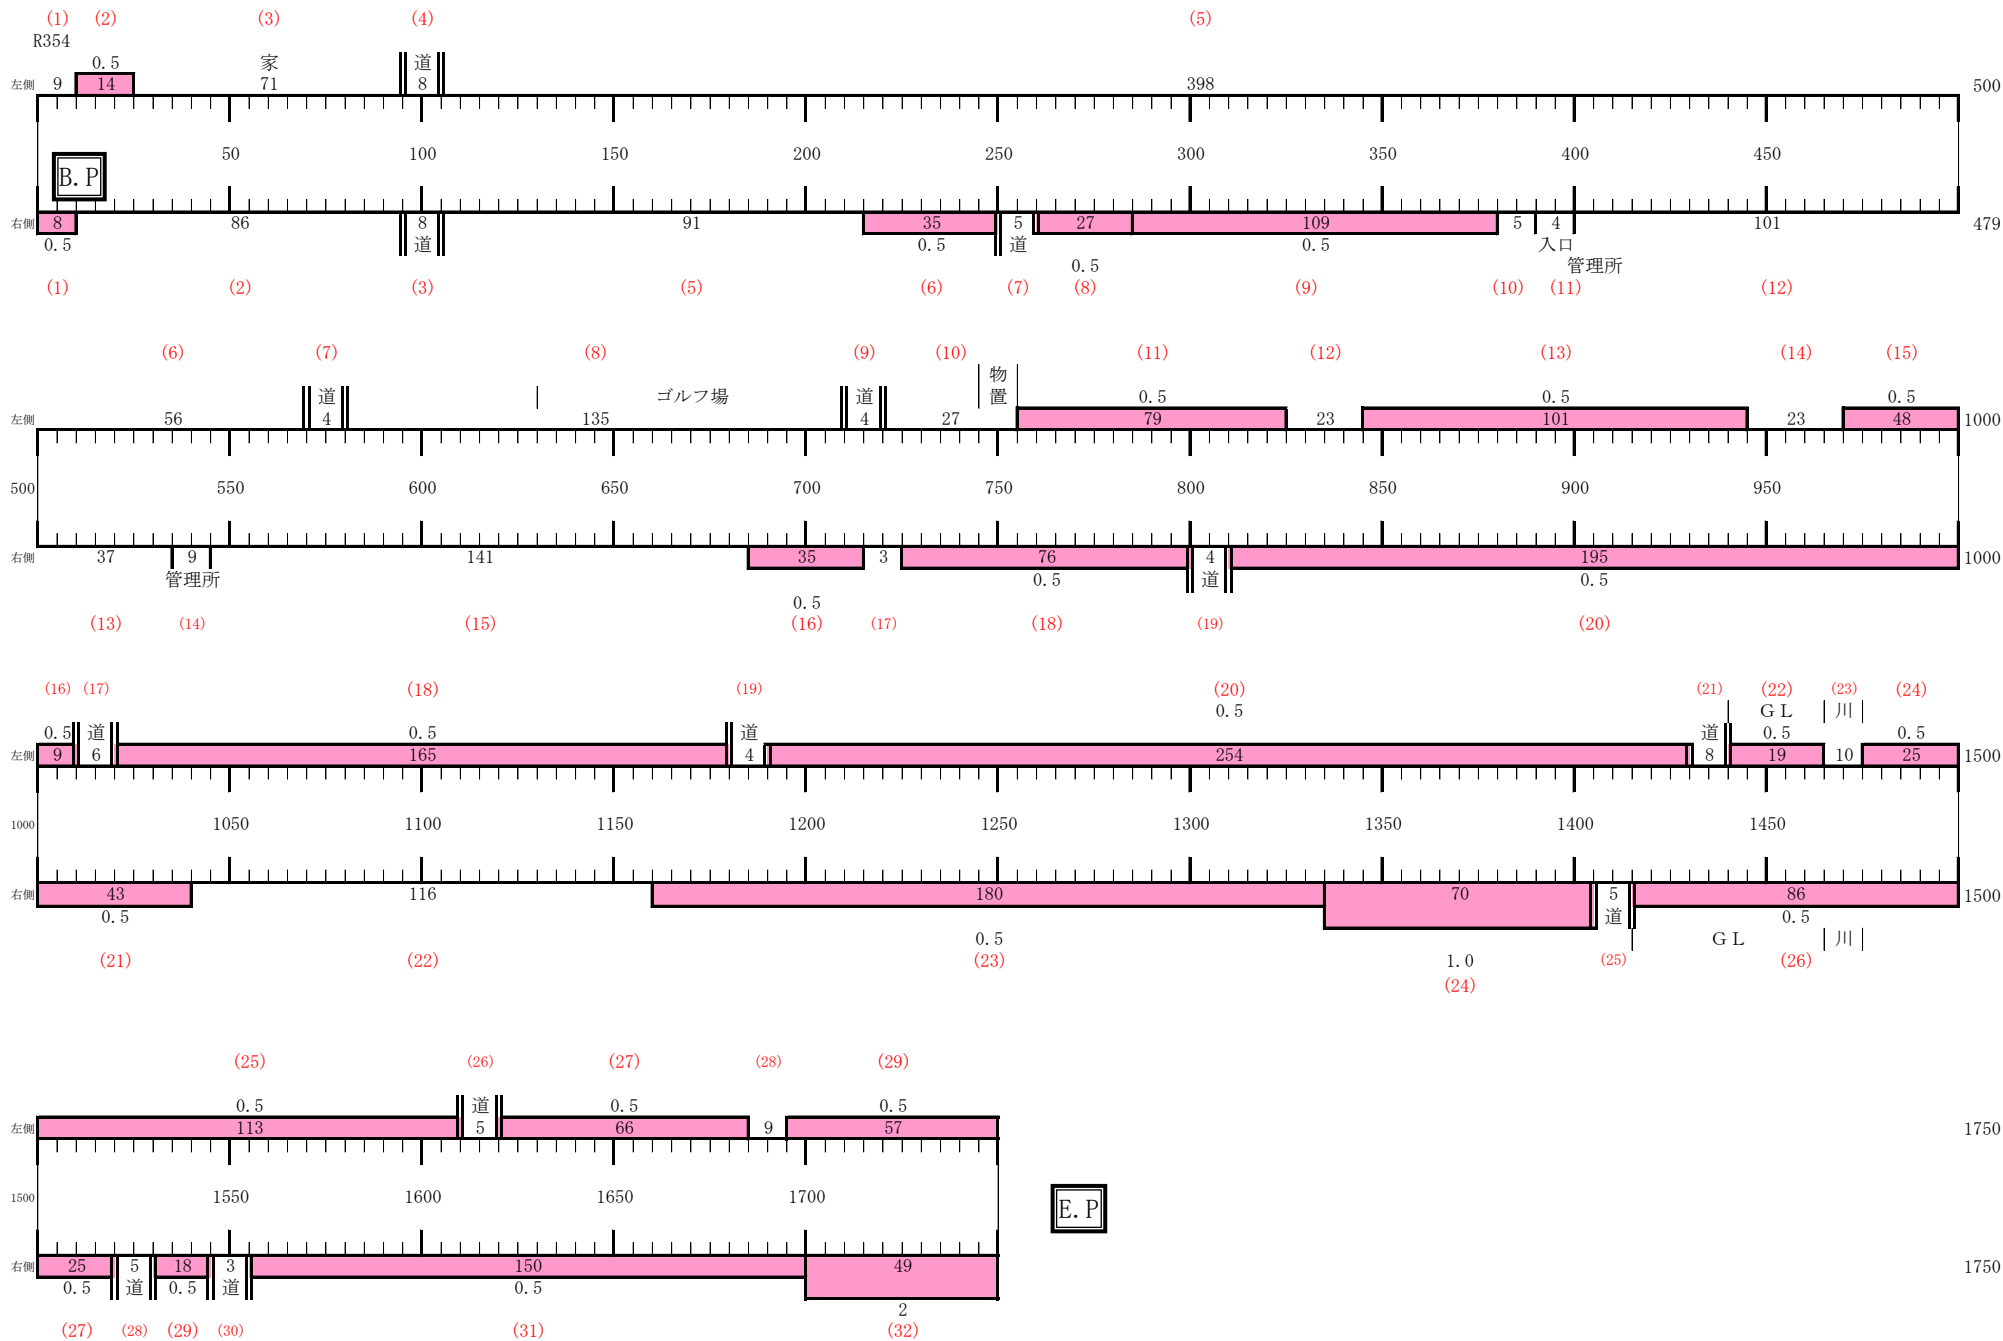 (1) (2) (3) (4) (5)
R354
0.5 家 道
左側 9 14 71 8 398 500
50 100 150 200 250 300 350 400 450
B.P
右側 8 86 8 91 35 5 27 109 5 4 101 479
0.5 道 0.5 道 0.5 入口
0.5 管理所
(1) (2) (3) (5) (6) (7) (8) (9) (10) (11) (12)
(6) (7) (8) (9) (10) (11) (12) (13) (14) (15)
物
道 ゴルフ場 道 置 0.5 0.5 0.5
左側 56 4 135 4 27 79 23 101 23 48 1000
500 550 600 650 700 750 800 850 900 950
右側 37 9 141 35 3 76 4 195 1000
管理所 0.5 道 0.5
0.5
(13) (14) (15) (16) (17) (18) (19) (20)
(16) (17) (18) (19) (20) (21) (22) (23) (24)
0.5 GL 川
0.5 道 0.5 道 道 0.5 0.5
左側 9 6 165 4 254 8 19 10 25 1500
1000 1050 1100 1150 1200 1250 1300 1350 1400 1450
右側 43 116 180 70 5 86 1500
0.5 道 0.5
0.5 GL 川
(21) (22) (23) 1.0 (25) (26)
(24)
(25) (26) (27) (28) (29)
0.5 道 0.5 0.5
左側 113 5 66 9 57 1750
1500 1550 1600 1650 1700
E.P
右側 25 5 18 3 150 49 1750
0.5 道 0.5 道 0.5
2
(27) (28) (29) (30) (31) (32)